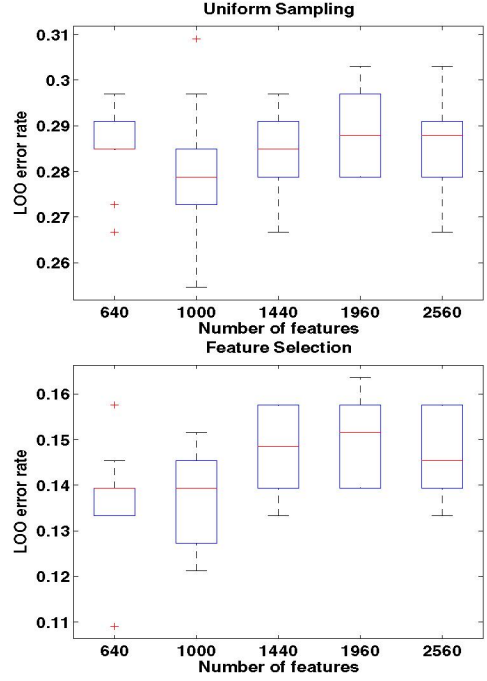 Uniform Sampling
0.31
0.3
0.29
0.28
0.27
0.26
LOO error rate
640 1000 1440 1960 2560
Number of features
Feature Selection
0.16
0.15
0.14
0.13
0.12
0.11
LOO error rate
640 1000 1440 1960 2560
Number of features